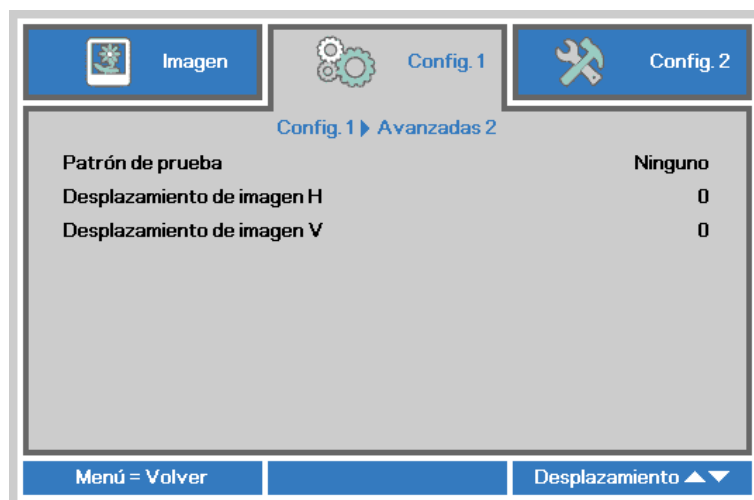 Imagen
Config. 1
Config. 2
Config. 1 ▶ Avanzadas 2
Patrón de prueba Ninguno
Desplazamiento de imagen H 0
Desplazamiento de imagen V 0
Menú = Volver
Desplazamiento ▲▼